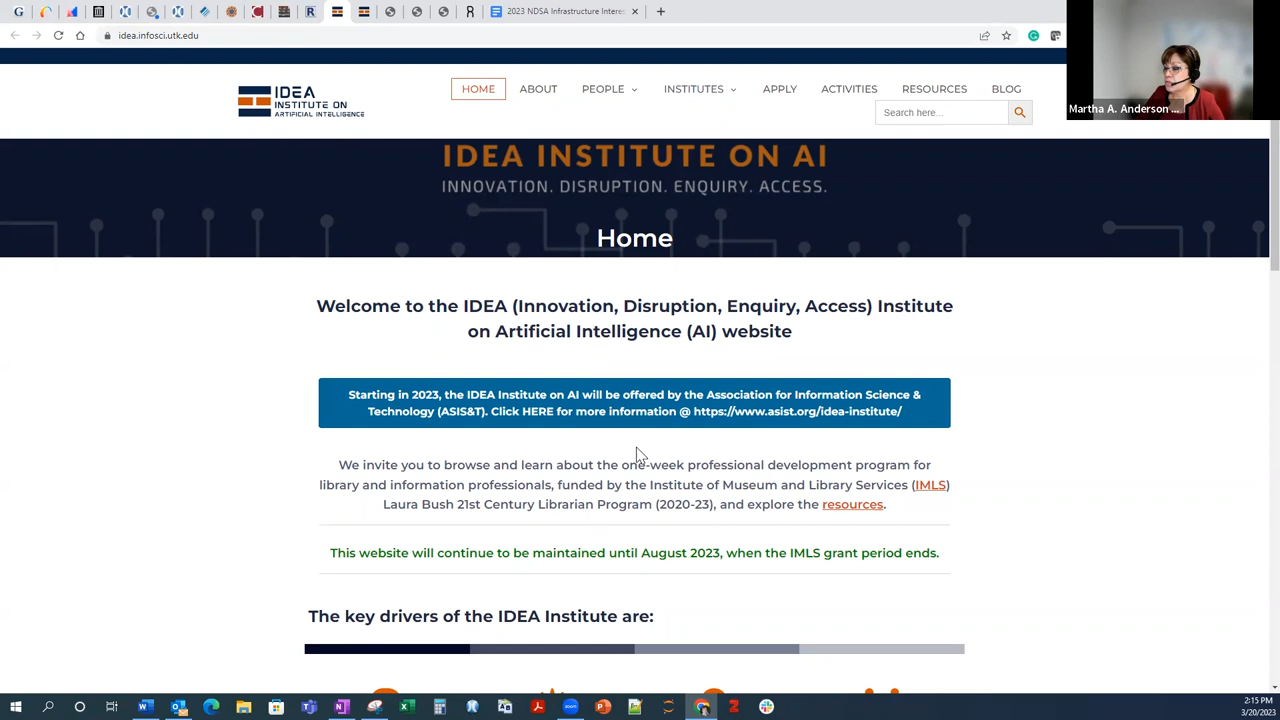 2023 NDSA Infrastructure Interes
idea.infosci.utk.edu
Martha A. Anderson ...
IDEA
INSTITUTE ON
ARTIFICIAL INTELLIGENCE
HOME ABOUT PEOPLE INSTITUTES APPLY ACTIVITIES RESOURCES BLOG
Search here...
IDEA INSTITUTE ON AI
INNOVATION. DISRUPTION. ENQUIRY. ACCESS.
Home
Welcome to the IDEA (Innovation, Disruption, Enquiry, Access) Institute
on Artificial Intelligence (AI) website
Starting in 2023, the IDEA Institute on AI will be offered by the Association for Information Science &
Technology (ASIS&T). Click HERE for more information @ https://www.asist.org/idea-institute/
We invite you to browse and learn about the one-week professional development program for
library and information professionals, funded by the Institute of Museum and Library Services (IMLS)
Laura Bush 21st Century Librarian Program (2020-23), and explore the resources.
This website will continue to be maintained until August 2023, when the IMLS grant period ends.
The key drivers of the IDEA Institute are:
2:15 PM
3/20/2023